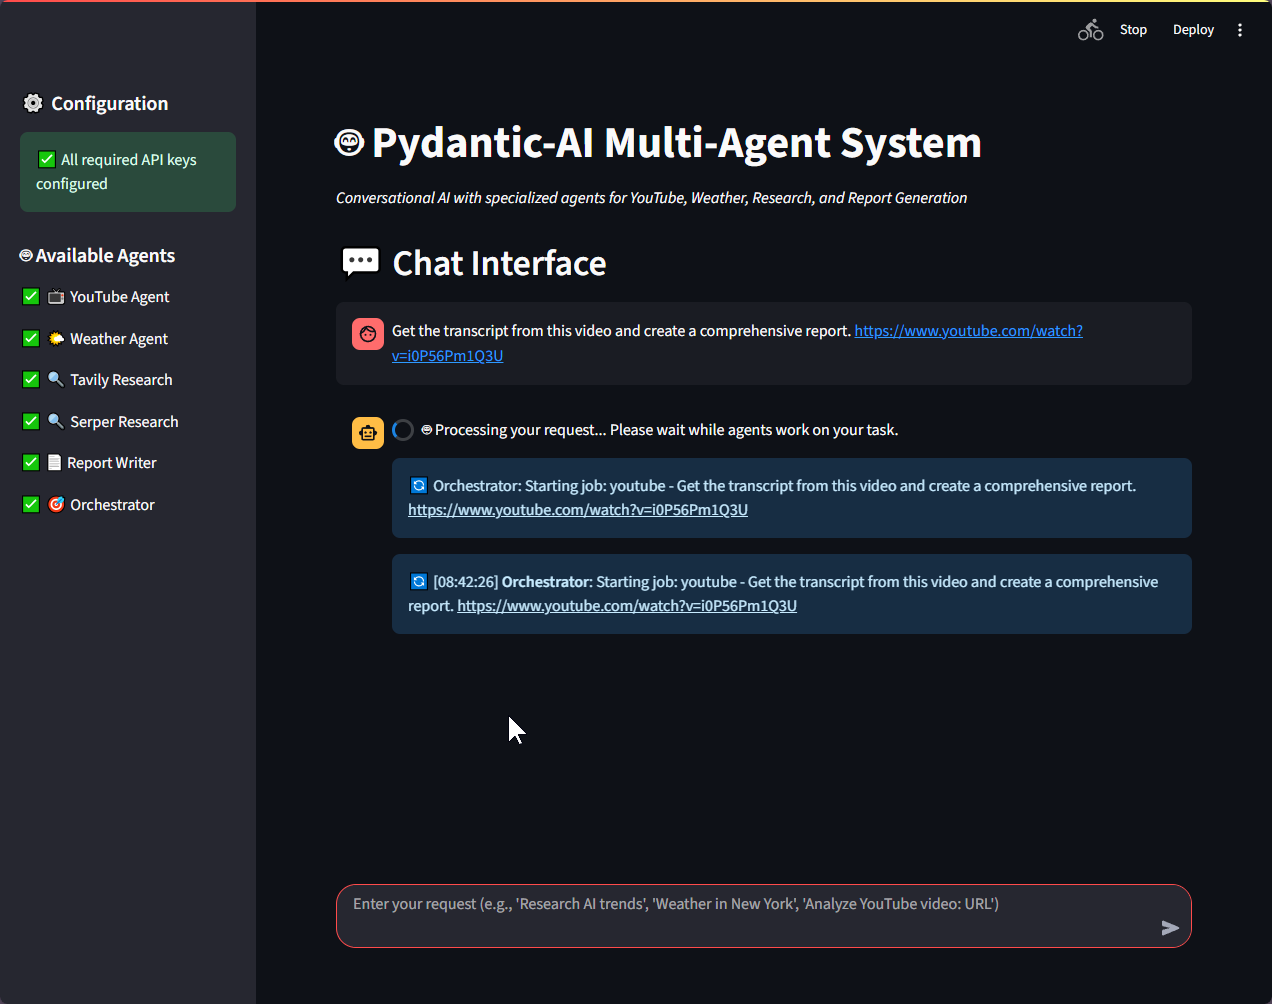 Stop
Deploy
Configuration
All required API keys
configured
Available Agents
YouTube Agent
Weather Agent
Tavily Research
Serper Research
Report Writer
Orchestrator
Pydantic-AI Multi-Agent System
Conversational AI with specialized agents for YouTube, Weather, Research, and Report Generation
Chat Interface
Get the transcript from this video and create a comprehensive report. https://www.youtube.com/watch?
v=i0P56Pm1Q3U
Processing your request... Please wait while agents work on your task.
Orchestrator: Starting job: youtube - Get the transcript from this video and create a comprehensive report.
https://www.youtube.com/watch?v=i0P56Pm1Q3U
[08:42:26] Orchestrator: Starting job: youtube - Get the transcript from this video and create a comprehensive
report. https://www.youtube.com/watch?v=i0P56Pm1Q3U
Enter your request (e.g., 'Research AI trends', 'Weather in New York', 'Analyze YouTube video: URL')